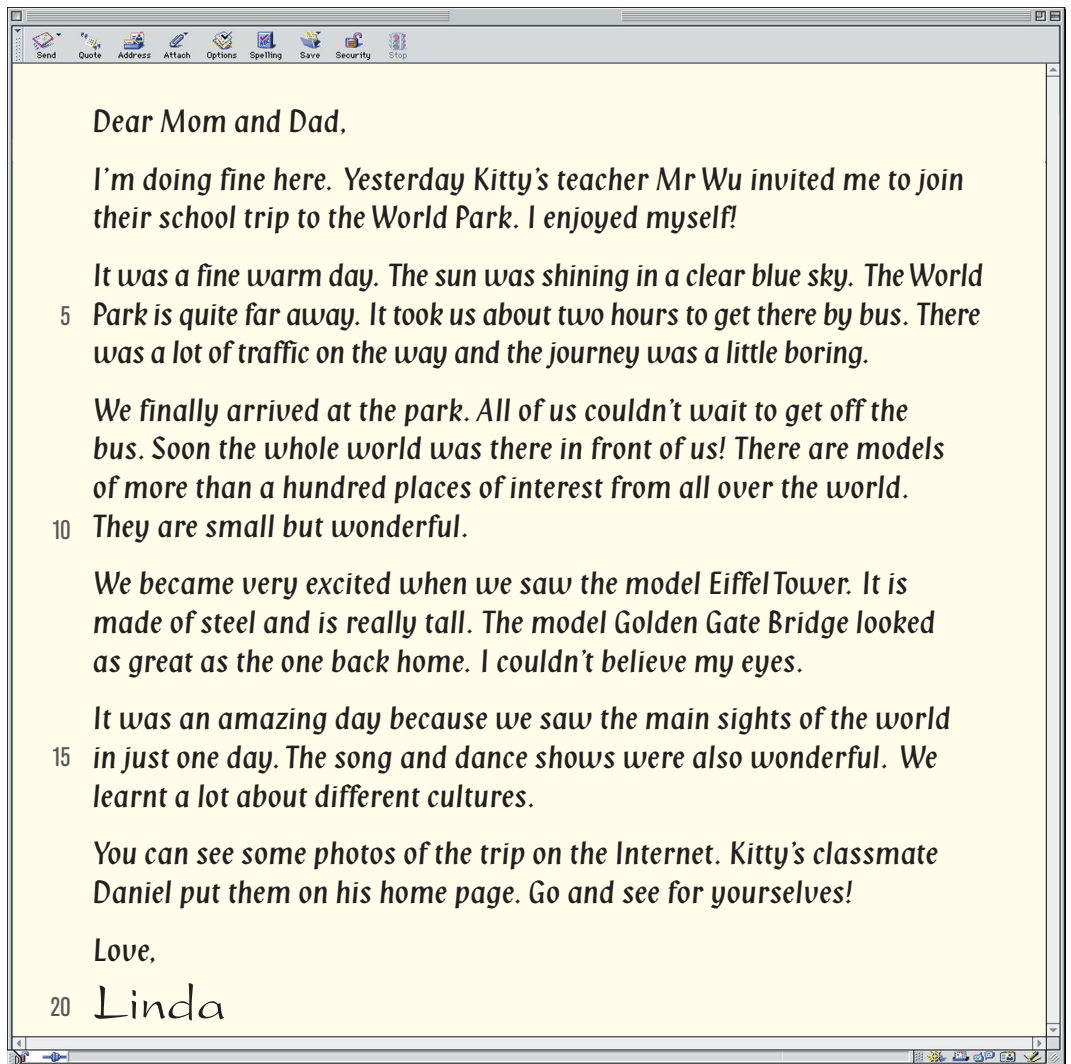 Send Quote Address Attach Options Spelling Save Security Stop
Dear Mom and Dad,
I'm doing fine here. Yesterday Kitty's teacher Mr Wu invited me to join
their school trip to the World Park. I enjoyed myself!
It was a fine warm day. The sun was shining in a clear blue sky. The World
5 Park is quite far away. It took us about two hours to get there by bus. There
was a lot of traffic on the way and the journey was a little boring.
We finally arrived at the park. All of us couldn't wait to get off the
bus. Soon the whole world was there in front of us! There are models
of more than a hundred places of interest from all over the world.
10 They are small but wonderful.
We became very excited when we saw the model Eiffel Tower. It is
made of steel and is really tall. The model Golden Gate Bridge looked
as great as the one back home. I couldn't believe my eyes.
It was an amazing day because we saw the main sights of the world
15 in just one day. The song and dance shows were also wonderful. We
learnt a lot about different cultures.
You can see some photos of the trip on the Internet. Kitty's classmate
Daniel put them on his home page. Go and see for yourselves!
Love,
20 Linda